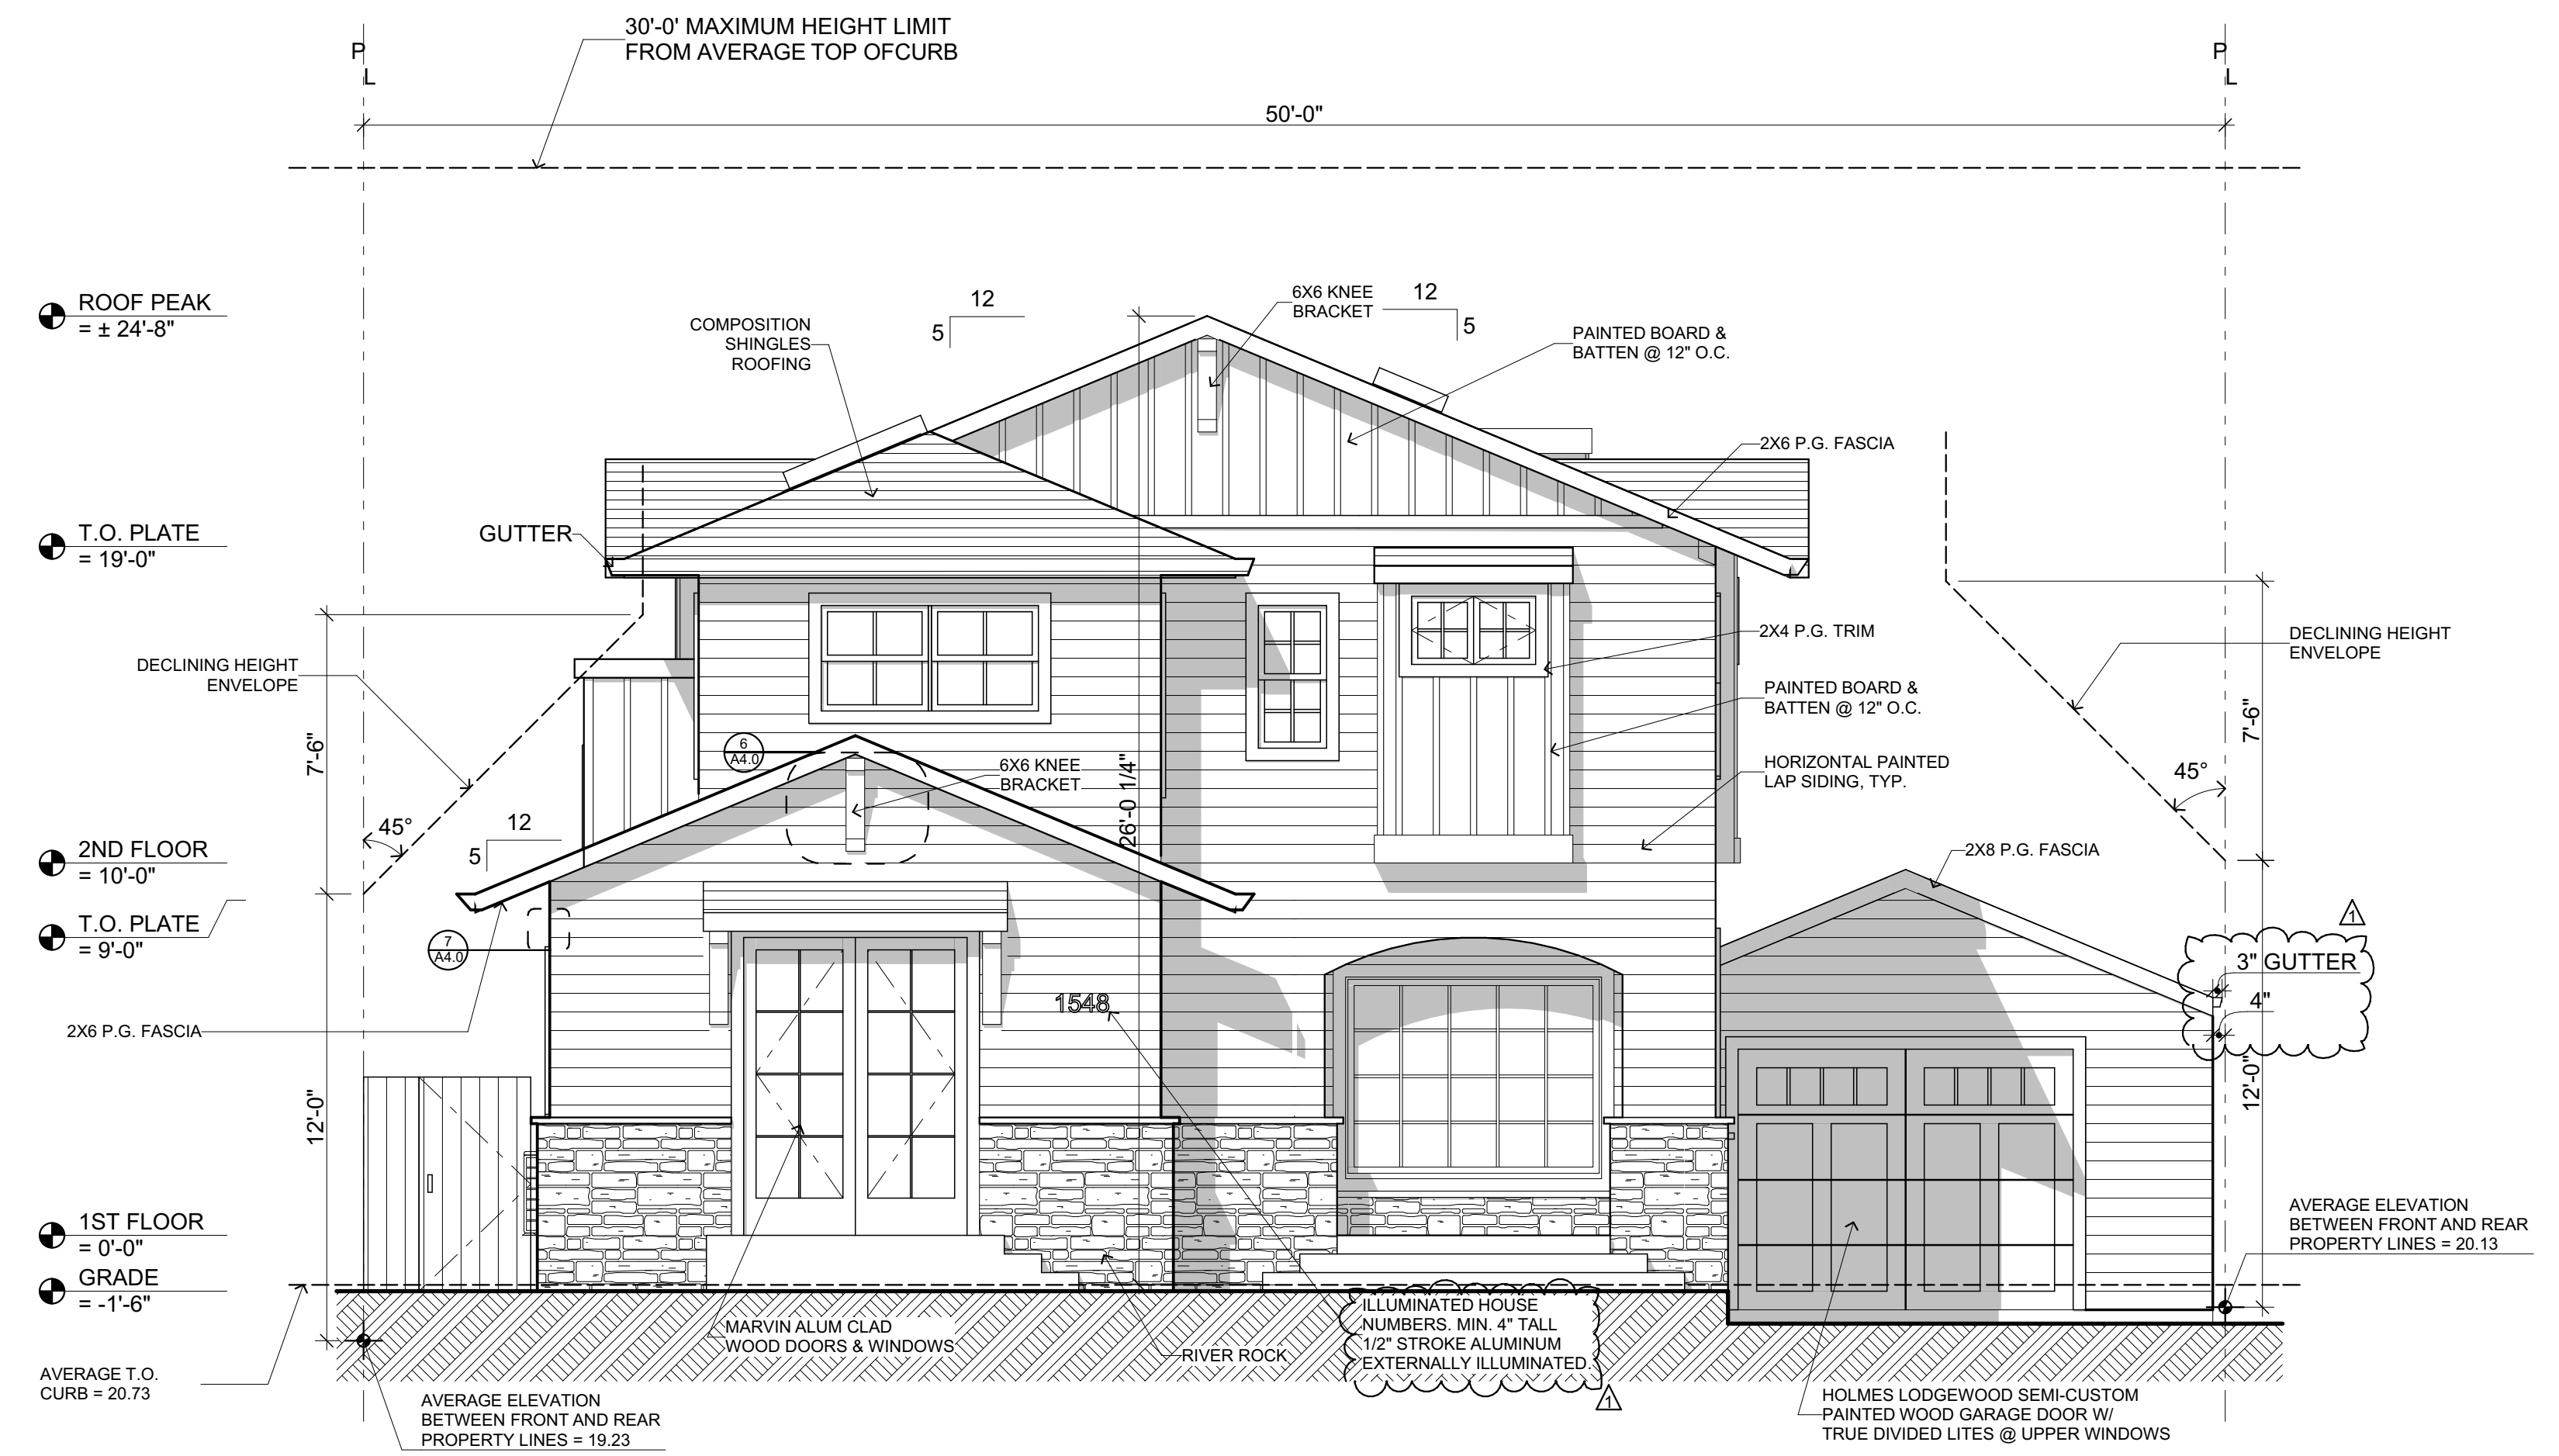 30'-0' MAXIMUM HEIGHT LIMIT
FROM AVERAGE TOP OFCURB
P
L
P
L
50'-0"
ROOF PEAK
= ± 24'-8"
12
5
6X6 KNEE
BRACKET
12
5
COMPOSITION
SHINGLES
ROOFING
PAINTED BOARD &
BATTEN @ 12" O.C.
2X6 P.G. FASCIA
T.O. PLATE
= 19'-0"
GUTTER
DECLINING HEIGHT
ENVELOPE
2X4 P.G. TRIM
DECLINING HEIGHT
ENVELOPE
PAINTED BOARD &
BATTEN @ 12" O.C.
7'-6"
7'-6"
6
A4.0
6X6 KNEE
BRACKET
26'-0 1/4"
HORIZONTAL PAINTED
LAP SIDING, TYP.
45°
45°
12
5
2ND FLOOR
= 10'-0"
2X8 P.G. FASCIA
T.O. PLATE
= 9'-0"
7
A4.0
1
3" GUTTER
4"
1548
2X6 P.G. FASCIA
12'-0"
12'-0"
1ST FLOOR
= 0'-0"
GRADE
= -1'-6"
AVERAGE ELEVATION
BETWEEN FRONT AND REAR
PROPERTY LINES = 20.13
MARVIN ALUM CLAD
WOOD DOORS & WINDOWS
RIVER ROCK
ILLUMINATED HOUSE
NUMBERS. MIN. 4" TALL
1/2" STROKE ALUMINUM
EXTERNALLY ILLUMINATED.
1
AVERAGE T.O.
CURB = 20.73
AVERAGE ELEVATION
BETWEEN FRONT AND REAR
PROPERTY LINES = 19.23
HOLMES LODGEWOOD SEMI-CUSTOM
PAINTED WOOD GARAGE DOOR W/
TRUE DIVIDED LITES @ UPPER WINDOWS